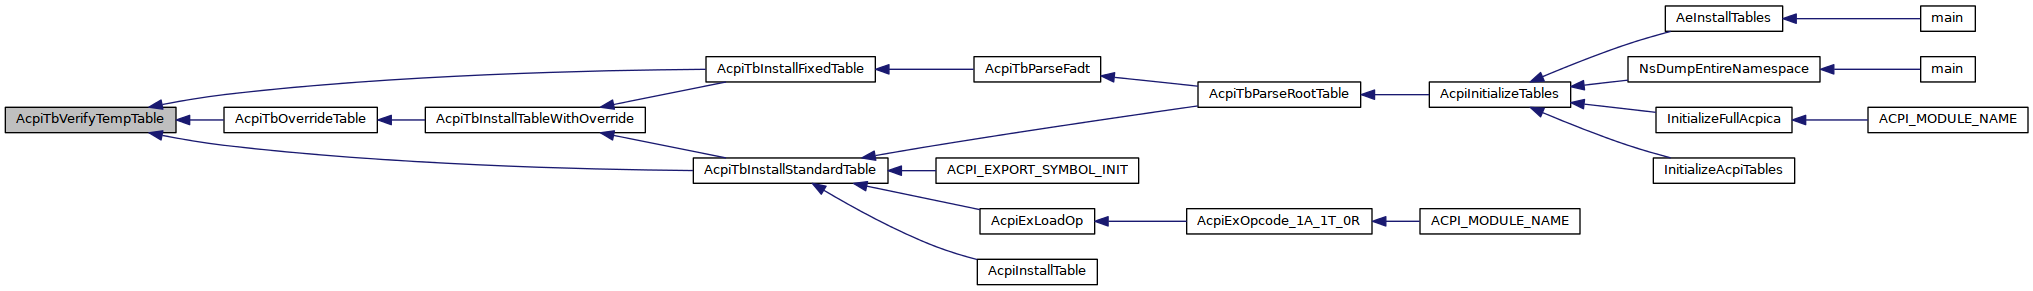 AeInstallTables
main
AcpiTbInstallFixedTable
AcpiTbParseFadt
NsDumpEntireNamespace
main
AcpiTbParseRootTable
AcpiInitializeTables
AcpiTbVerifyTempTable
AcpiTbOverrideTable
AcpiTbInstallTableWithOverride
InitializeFullAcpica
ACPI_MODULE_NAME
AcpiTbInstallStandardTable
ACPI_EXPORT_SYMBOL_INIT
InitializeAcpiTables
AcpiExLoadOp
AcpiExOpcode_1A_1T_0R
ACPI_MODULE_NAME
AcpiInstallTable